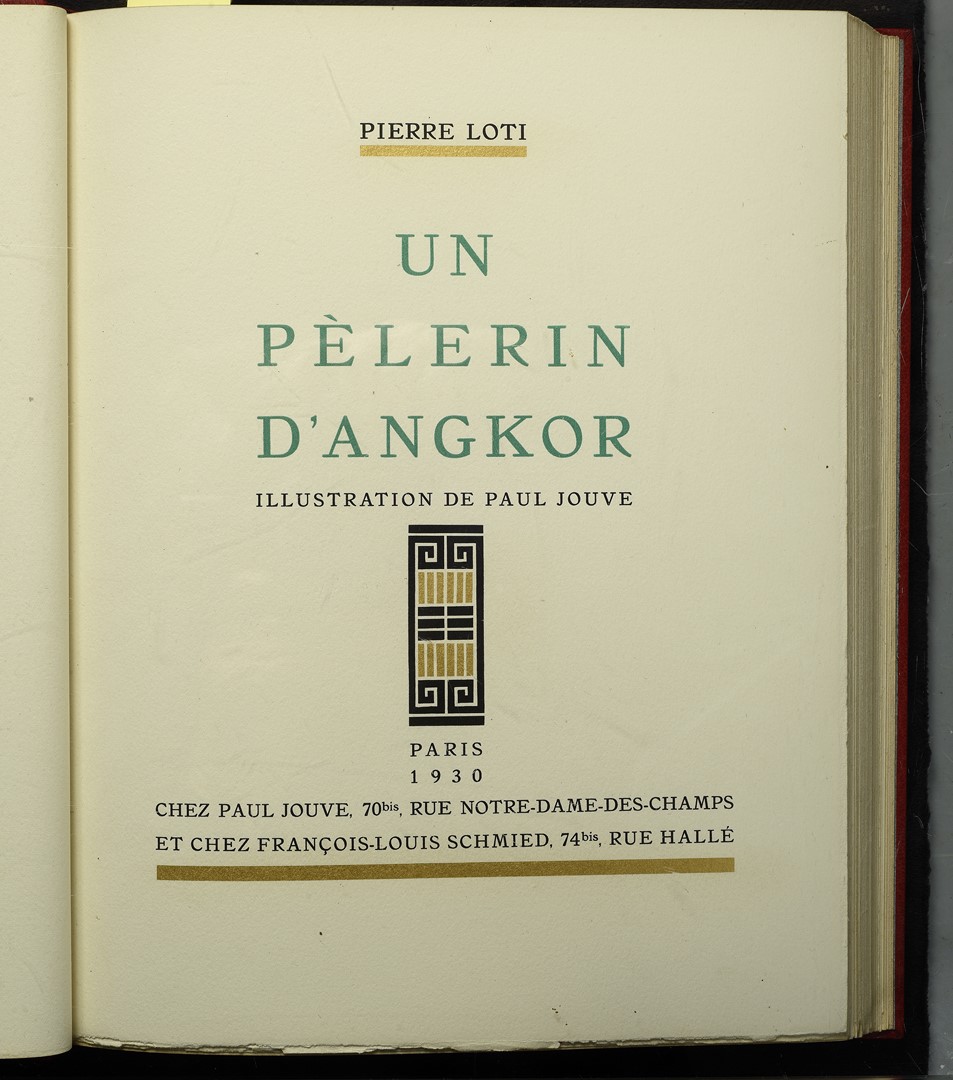 PIERRE LOTI
UN
PÈLERIN
D'ANGKOR
ILLUSTRATION DE PAUL JOUVE
PARIS
1930
CHEZ PAUL JOUVE, 70bis, RUE NOTRE-DAME-DES-CHAMPS
ET CHEZ FRANÇOIS-LOUIS SCHMIED, 74bis, RUE HALLÉ